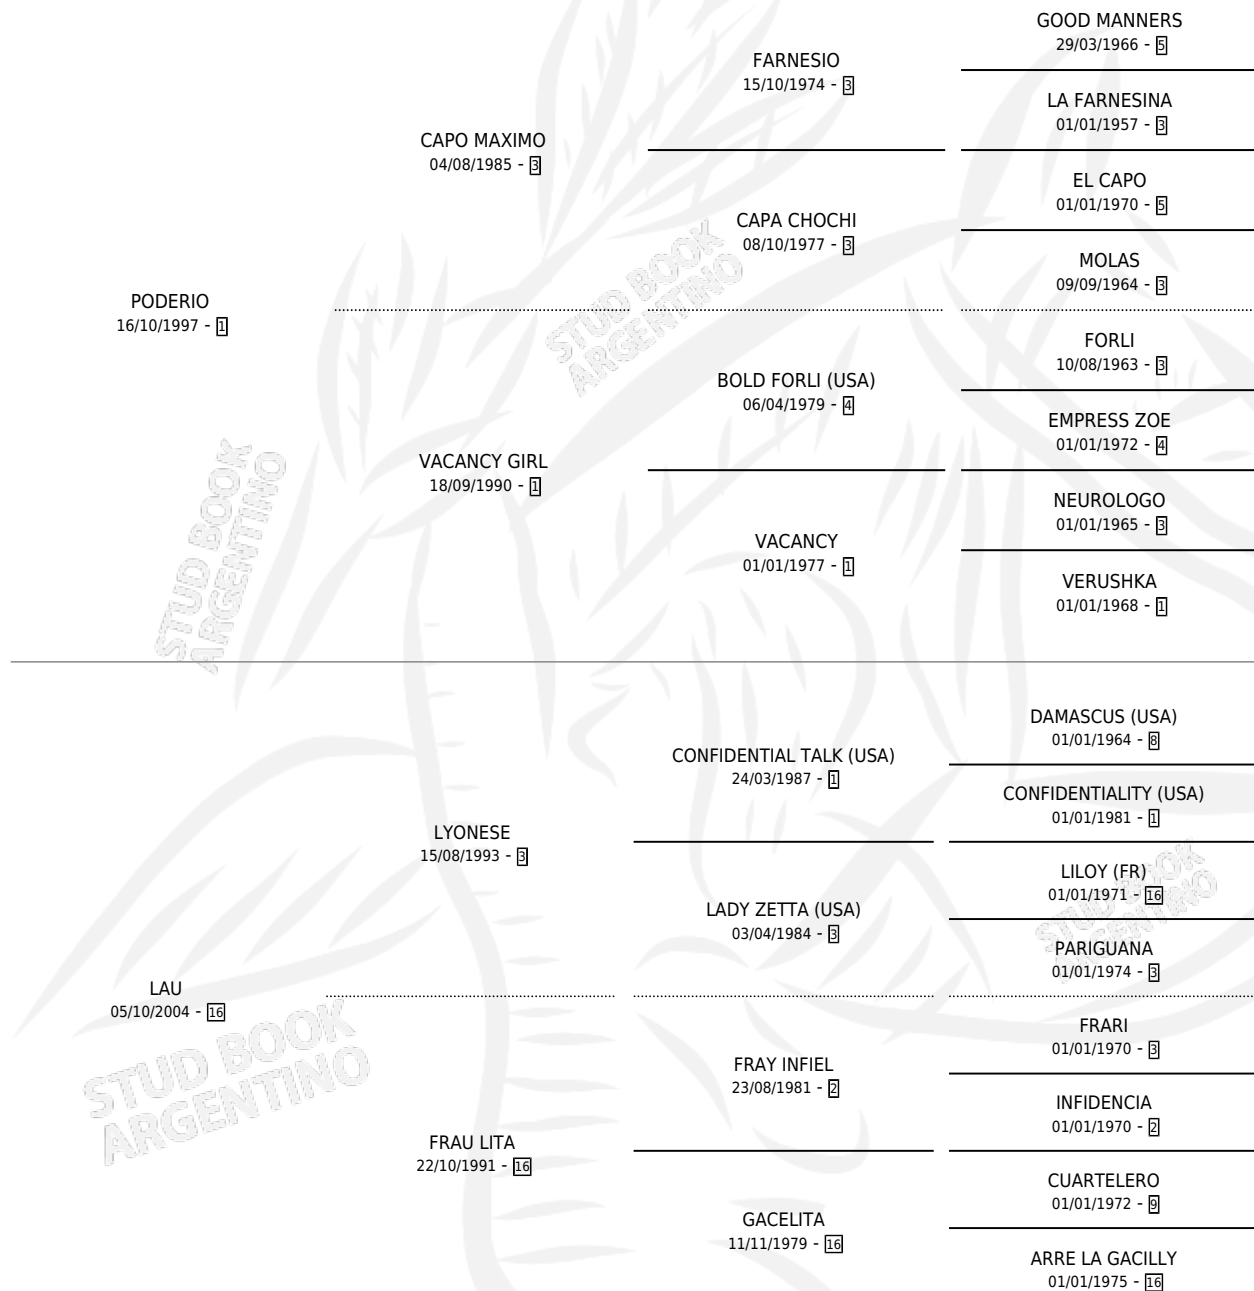 GOOD MANNERS
29/03/1966 - 5
FARNESIO
15/10/1974 - 3
LA FARNESINA
01/01/1957 - 3
CAPO MAXIMO
04/08/1985 - 3
EL CAPO
01/01/1970 - 5
CAPA CHOCHI
08/10/1977 - 3
MOLAS
09/09/1964 - 3
PODERIO
16/10/1997 - 1
STUD BOOK
ARGENTINO
FORLI
10/08/1963 - 3
BOLD FORLI (USA)
06/04/1979 - 4
EMPRESS ZOE
01/01/1972 - 4
VACANCY GIRL
18/09/1990 - 1
NEUROLOGO
01/01/1965 - 3
VACANCY
01/01/1977 - 1
VERUSHKA
01/01/1968 - 1
STUD BOOK
ARGENTINO
DAMASCUS (USA)
01/01/1964 - 8
CONFIDENTIAL TALK (USA)
24/03/1987 - 1
CONFIDENTIALITY (USA)
01/01/1981 - 1
LYONESE
15/08/1993 - 3
LILOY (FR)
01/01/1971 - 16
LADY ZETTA (USA)
03/04/1984 - 3
STUD BOOK
ARGENTINO
PARIGUANA
01/01/1974 - 3
LAU
05/10/2004 - 16
FRARI
01/01/1970 - 3
FRAY INFIEL
23/08/1981 - 2
INFIDENCIA
01/01/1970 - 2
STUD BOOK
ARGENTINO
FRAU LITA
22/10/1991 - 16
CUARTELERO
01/01/1972 - 9
GACELITA
11/11/1979 - 16
ARRE LA GACILLY
01/01/1975 - 16